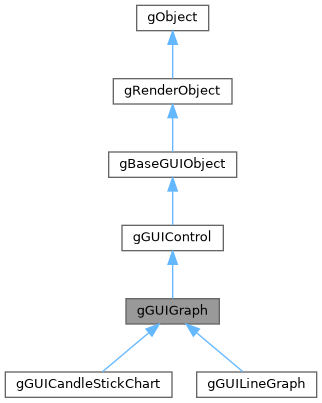 gObject
gRenderObject
gBaseGUIObject
gGUIControl
gGUIGraph
gGUICandleStickChart
gGUILineGraph